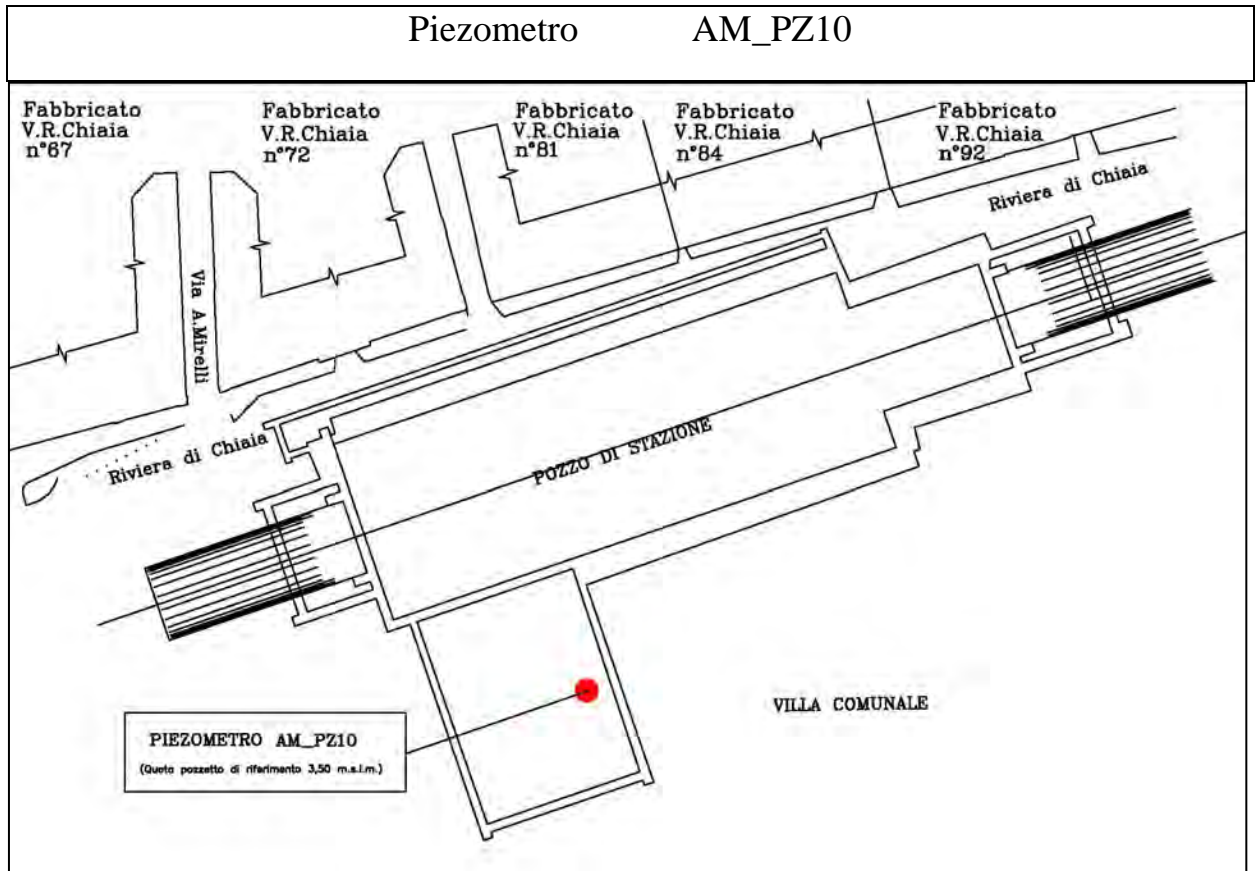 Piezometro AM_PZ10
Fabbricato
V.R.Chiaia
n°67
Fabbricato
V.R.Chiaia
n°72
Fabbricato
V.R.Chiaia
n°81
Fabbricato
V.R.Chiaia
n°84
Fabbricato
V.R.Chiaia
n°92
Riviera di Chiaia
Via A.Mirelli
Riviera di Chiaia
POZZO DI STAZIONE
VILLA COMUNALE
PIEZOMETRO AM_PZ10
(Quota pozzetto di riferimento 3,50 m.s.l.m.)